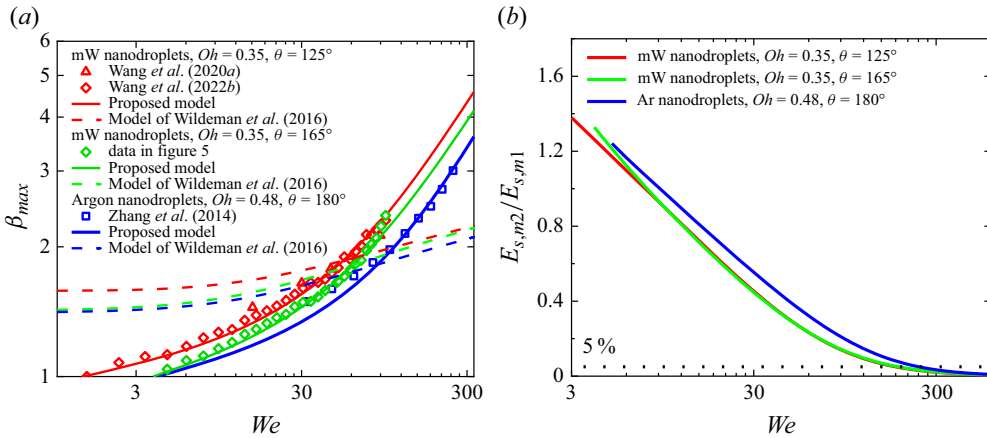 (a)
6
5
4
3
2
1
β_max
mW nanodroplets, Oh = 0.35, θ = 125°
Wang et al. (2020a)
Wang et al. (2022b)
Proposed model
Model of Wildeman et al. (2016)
mW nanodroplets, Oh = 0.35, θ = 165°
data in figure 5
Proposed model
Model of Wildeman et al. (2016)
Argon nanodroplets, Oh = 0.48, θ = 180°
Zhang et al. (2014)
Proposed model
Model of Wildeman et al. (2016)
3 30 300
We
(b)
1.6
1.2
0.8
0.4
0
E_s,m2/E_s,m1
mW nanodroplets, Oh = 0.35, θ = 125°
mW nanodroplets, Oh = 0.35, θ = 165°
Ar nanodroplets, Oh = 0.48, θ = 180°
5 %
3 30 300
We